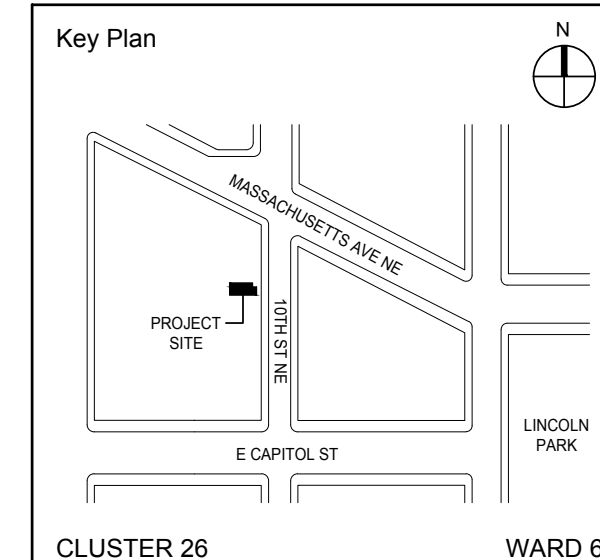 Key Plan
N
MASSACHUSETTS AVE NE
PROJECT
SITE
10TH ST NE
LINCOLN
PARK
E CAPITOL ST
CLUSTER 26
WARD 6